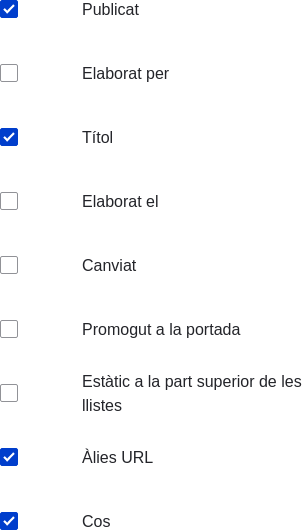 Publicat
Elaborat per
Títol
Elaborat el
Canviat
Promogut a la portada
Estàtic a la part superior de les
llistes
Àlies URL
Cos